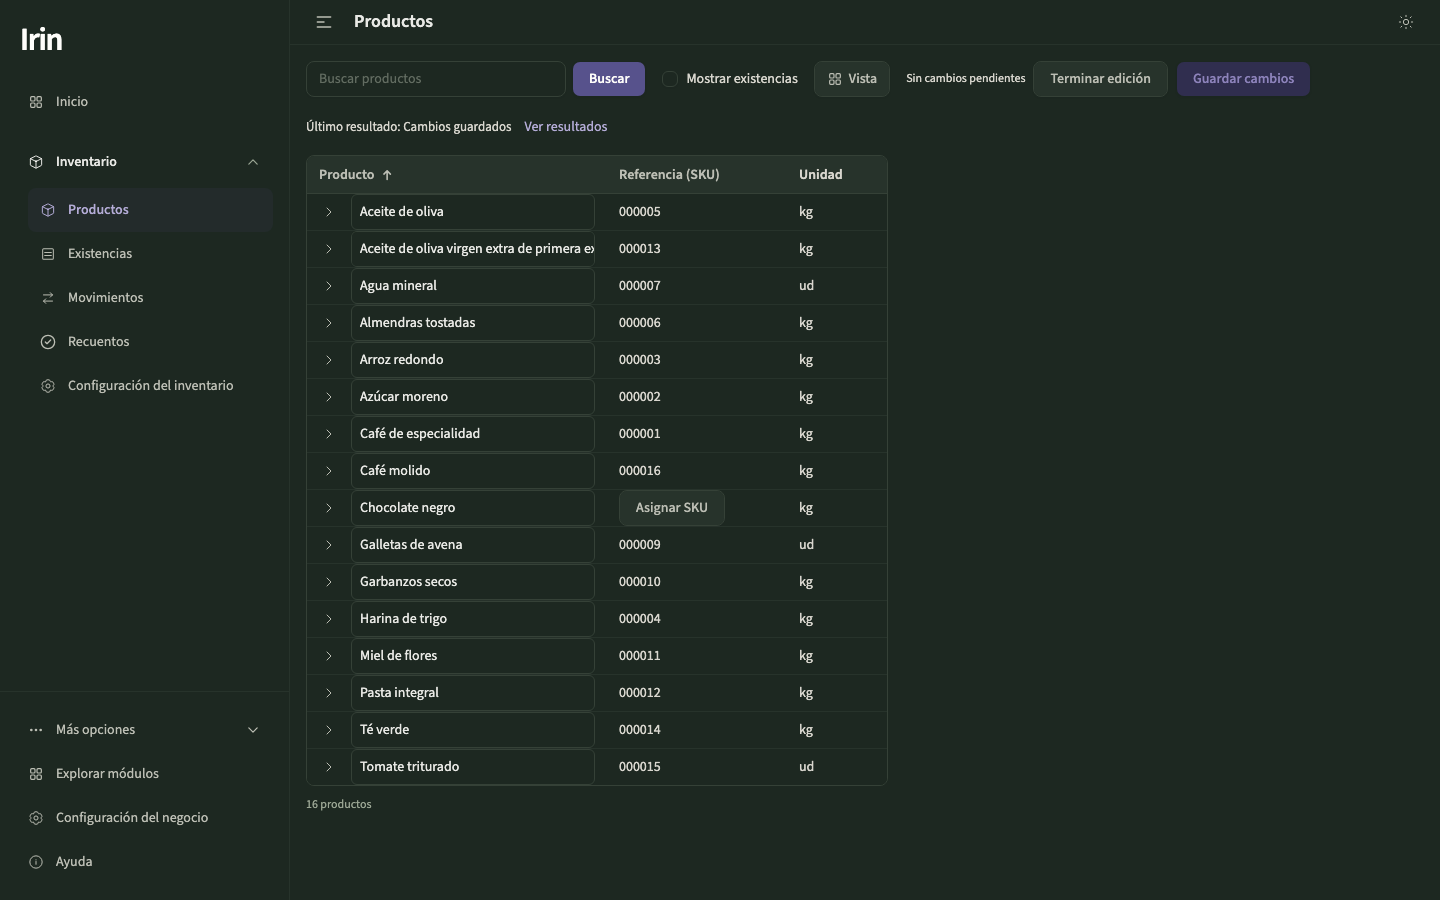 Irin
Productos
Inicio
Inventario
Productos
Existencias
Movimientos
Recuentos
Configuración del inventario
Más opciones
Explorar módulos
Configuración del negocio
Ayuda
Buscar productos Buscar Mostrar existencias Vista Sin cambios pendientes Terminar edición Guardar cambios
Último resultado: Cambios guardados Ver resultados
Producto Referencia (SKU) Unidad
Aceite de oliva 000005 kg
Aceite de oliva virgen extra de primera ex 000013 kg
Agua mineral 000007 ud
Almendras tostadas 000006 kg
Arroz redondo 000003 kg
Azúcar moreno 000002 kg
Café de especialidad 000001 kg
Café molido 000016 kg
Chocolate negro Asignar SKU kg
Galletas de avena 000009 ud
Garbanzos secos 000010 kg
Harina de trigo 000004 kg
Miel de flores 000011 kg
Pasta integral 000012 kg
Té verde 000014 kg
Tomate triturado 000015 ud
16 productos